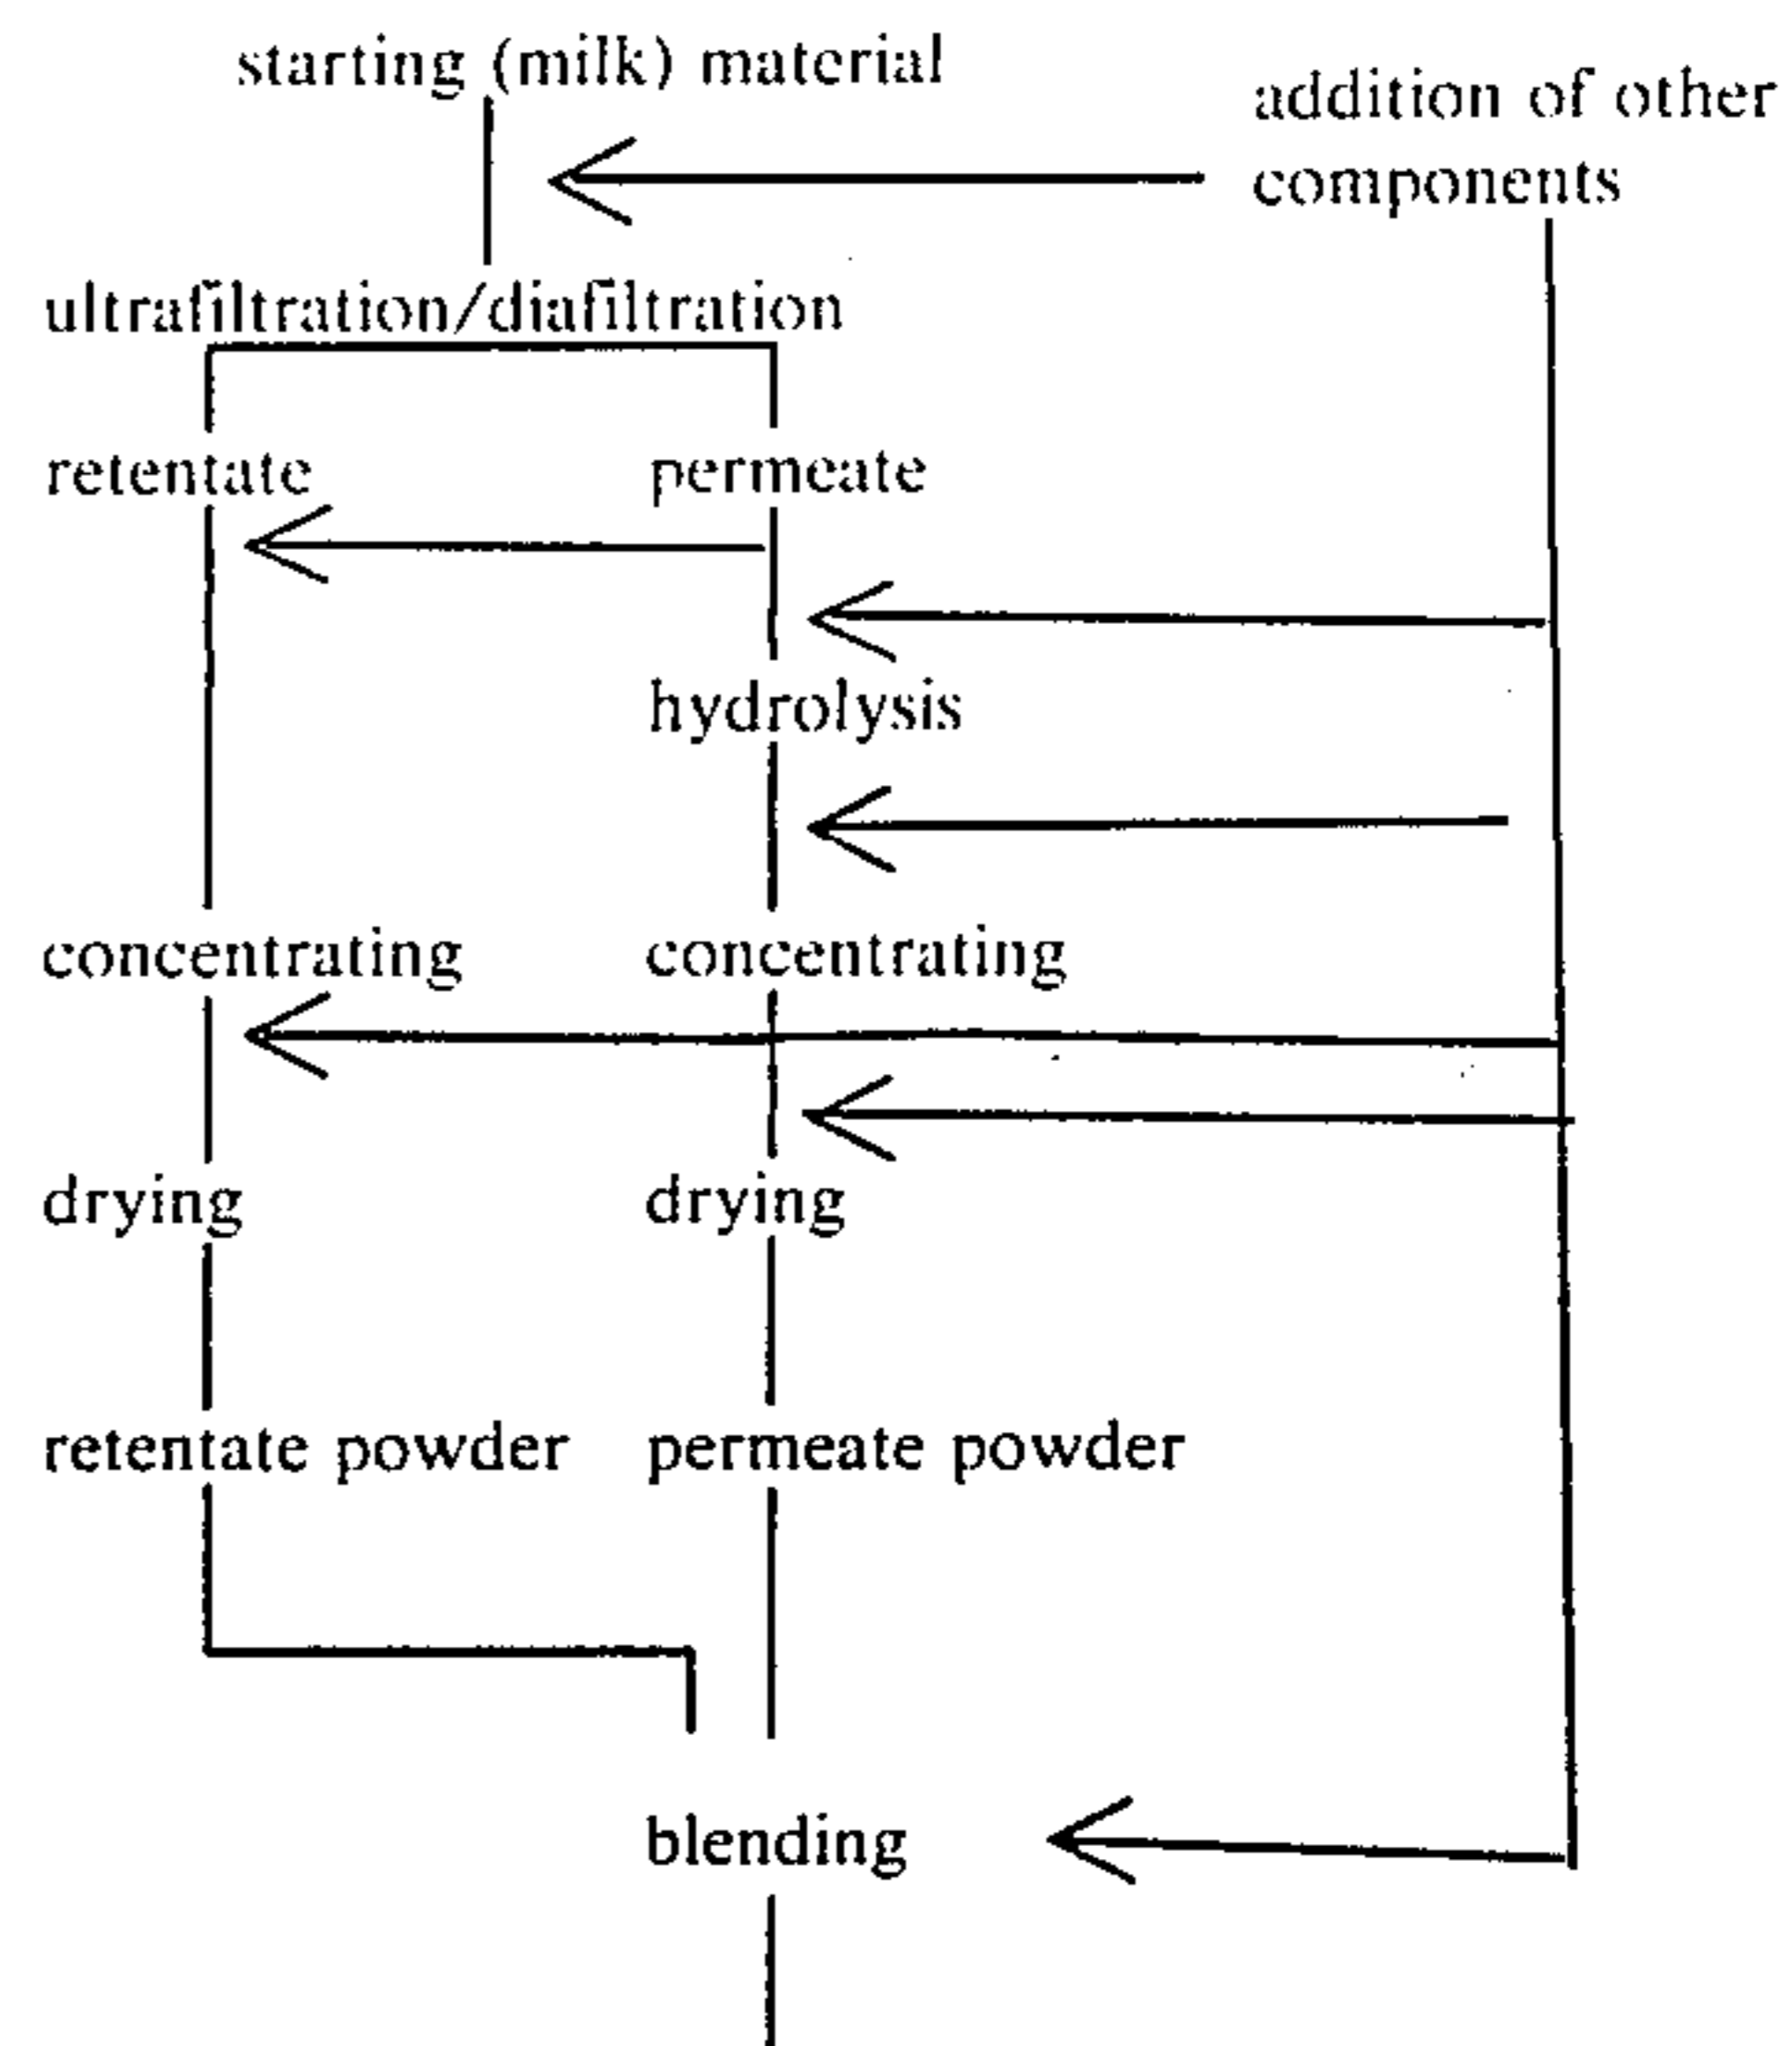 starting (milk) material
addition of other
components
ultrafiltration/diafiltration
retentate
permeate
hydrolysis
concentrating
concentrating
drying
drying
retentate powder
permeate powder
blending